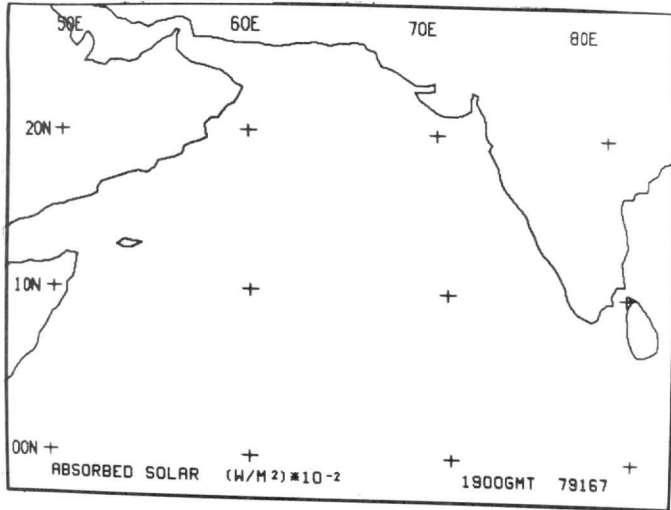 50E 60E 70E 80E
20N
10N
00N
ABSORBED SOLAR (W/M²)*10⁻² 1900GMT 79167